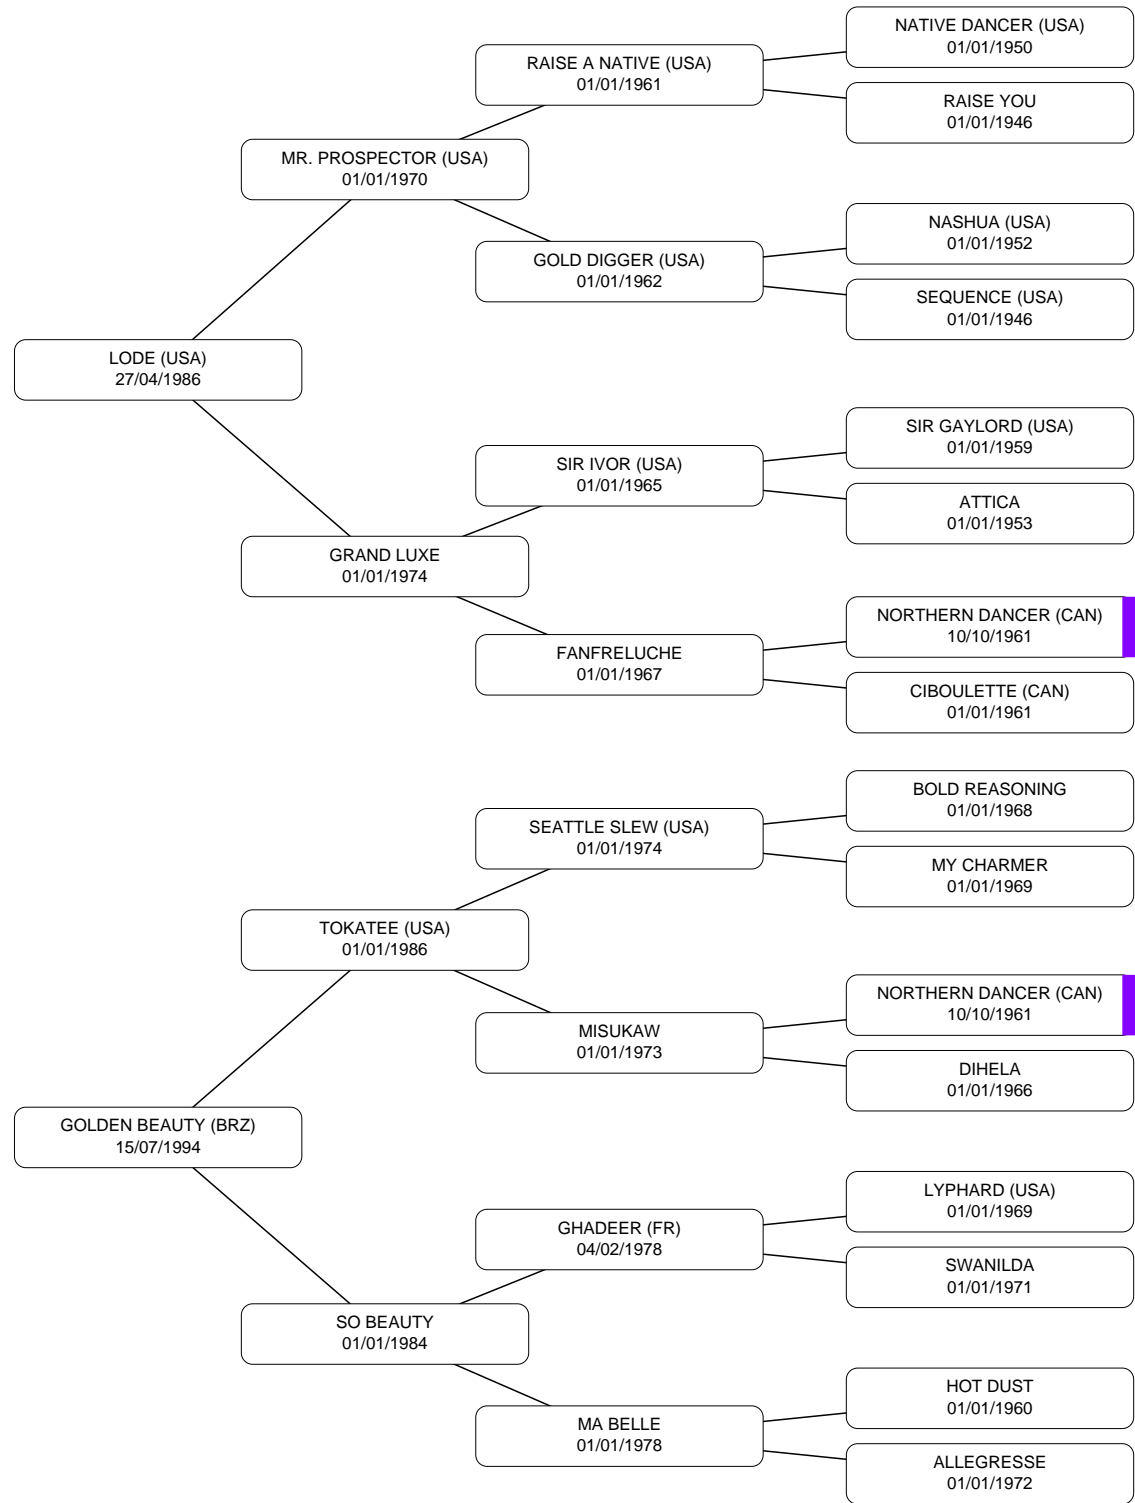 NATIVE DANCER (USA)
01/01/1950
RAISE A NATIVE (USA)
01/01/1961
RAISE YOU
01/01/1946
MR. PROSPECTOR (USA)
01/01/1970
NASHUA (USA)
01/01/1952
GOLD DIGGER (USA)
01/01/1962
SEQUENCE (USA)
01/01/1946
LODE (USA)
27/04/1986
SIR GAYLORD (USA)
01/01/1959
SIR IVOR (USA)
01/01/1965
ATTICA
01/01/1953
GRAND LUXE
01/01/1974
NORTHERN DANCER (CAN)
10/10/1961
FANFRELUCHE
01/01/1967
CIBOULETTE (CAN)
01/01/1961
BOLD REASONING
01/01/1968
SEATTLE SLEW (USA)
01/01/1974
MY CHARMER
01/01/1969
TOKATEE (USA)
01/01/1986
NORTHERN DANCER (CAN)
10/10/1961
MISUKAW
01/01/1973
DIHELA
01/01/1966
GOLDEN BEAUTY (BRZ)
15/07/1994
LYPHARD (USA)
01/01/1969
GHADEER (FR)
04/02/1978
SWANILDA
01/01/1971
SO BEAUTY
01/01/1984
HOT DUST
01/01/1960
MA BELLE
01/01/1978
ALLEGRESSE
01/01/1972